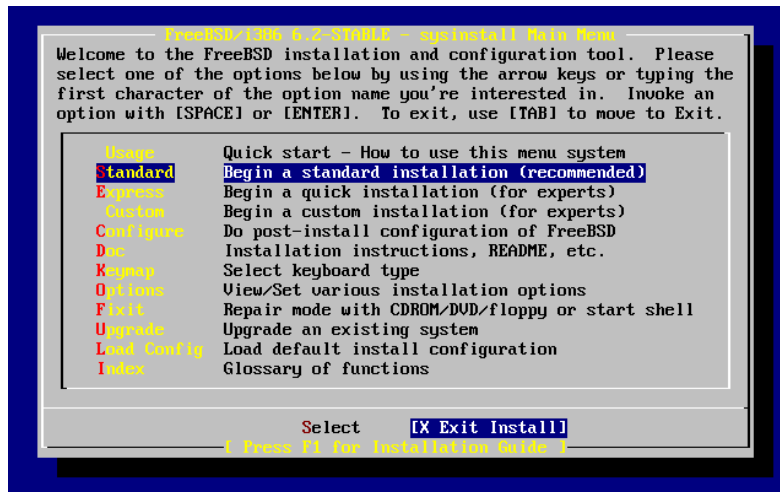 FreeBSD/i386 6.2-STABLE - sysinstall Main Menu
Welcome to the FreeBSD installation and configuration tool.  Please
select one of the options below by using the arrow keys or typing the
first character of the option name you're interested in.  Invoke an
option with [SPACE] or [ENTER].  To exit, use [TAB] to move to Exit.
Usage Quick start - How to use this menu system
Standard Begin a standard installation (recommended)
Express Begin a quick installation (for experts)
Custom Begin a custom installation (for experts)
Configure Do post-install configuration of FreeBSD
Doc Installation instructions, README, etc.
Keymap Select keyboard type
Options View/Set various installation options
Fixit Repair mode with CDROM/DVD/floppy or start shell
Upgrade Upgrade an existing system
Load Config Load default install configuration
Index Glossary of functions
Select [X Exit Install]
[ Press F1 for Installation Guide ]